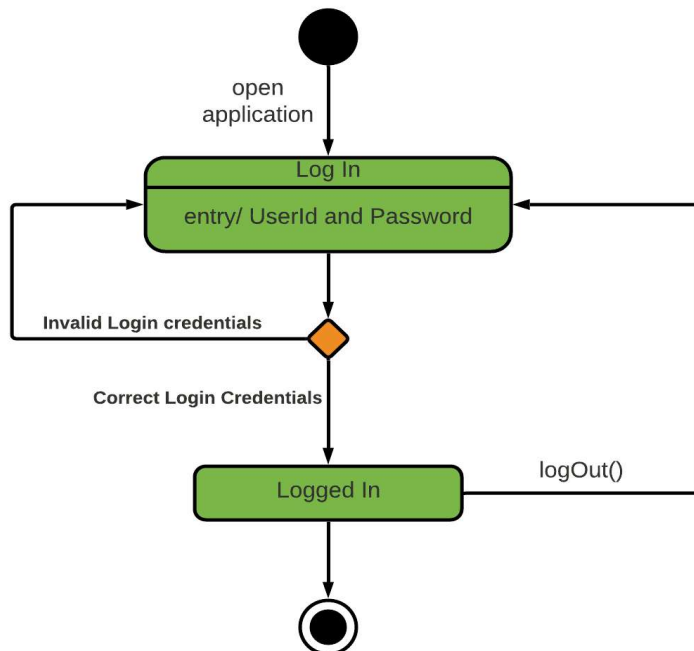 open
application
Log In
entry/ UserId and Password
Invalid Login credentials
Correct Login Credentials
Logged In
logOut()